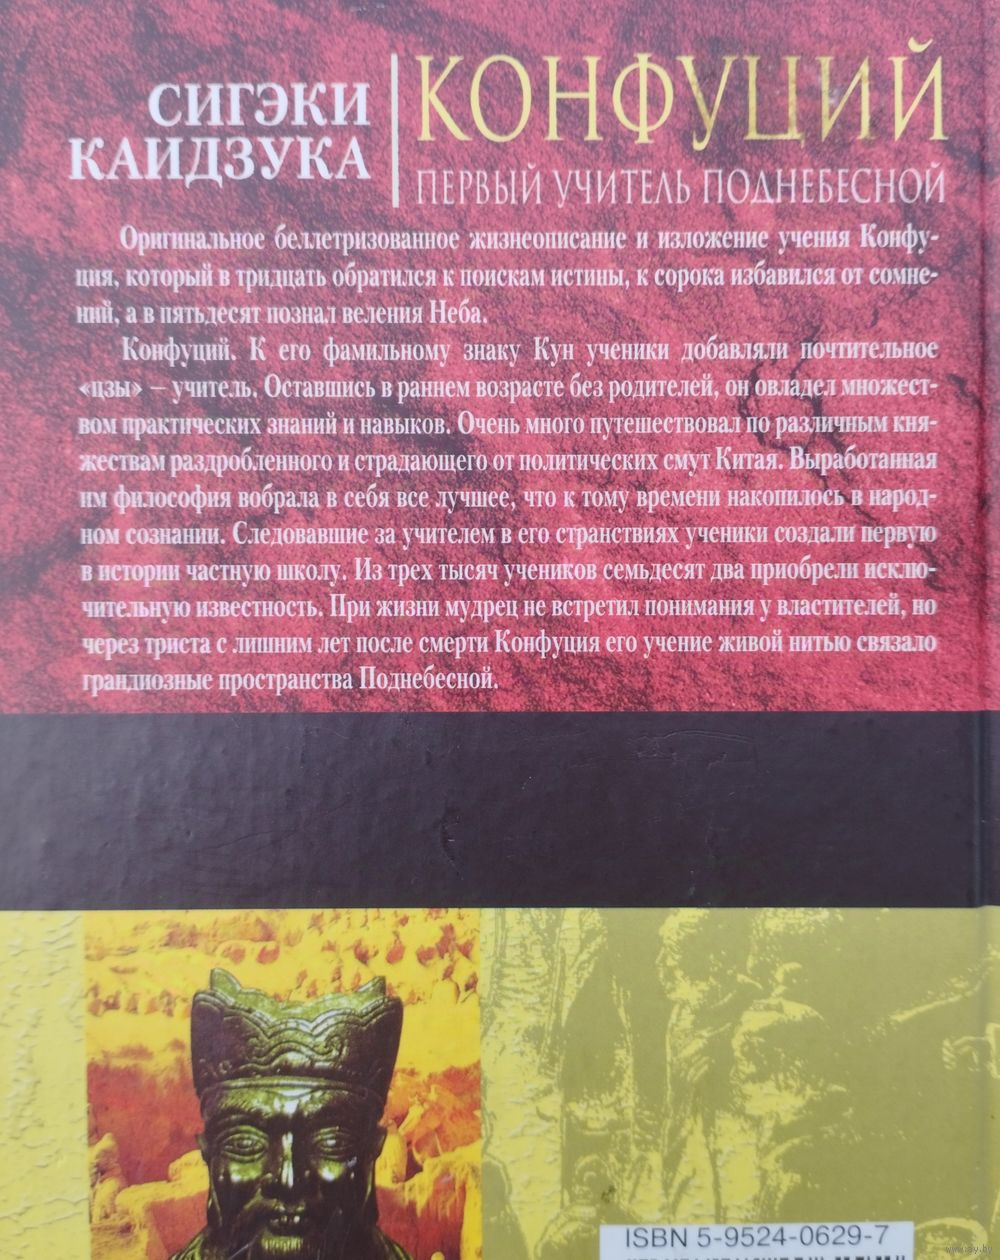 СИГЭКИ
КАИДЗУКА
КОНФУЦИЙ
ПЕРВЫЙ УЧИТЕЛЬ ПОДНЕБЕСНОЙ
Оригинальное беллетризованное жизнеописание и изложение учения Конфу-
ция, который в тридцать обратился к поискам истины, к сорока избавился от сомне-
ний, а в пятьдесят познал веления Неба.
Конфуций. К его фамильному знаку Кун ученики добавляли почтительное
«цзы» – учитель. Оставшись в раннем возрасте без родителей, он овладел множест-
вом практических знаний и навыков. Очень много путешествовал по различным кня-
жествам раздробленного и страдающего от политических смут Китая. Выработанная
им философия вобрала в себя все лучшее, что к тому времени накопилось в народ-
ном сознании. Следовавшие за учителем в его странствиях ученики создали первую
в истории частную школу. Из трех тысяч учеников семьдесят два приобрели исклю-
чительную известность. При жизни мудрец не встретил понимания у властителей, но
через триста с лишним лет после смерти Конфуция его учение живой нитью связало
грандиозные пространства Поднебесной.
ISBN 5-9524-0629-7